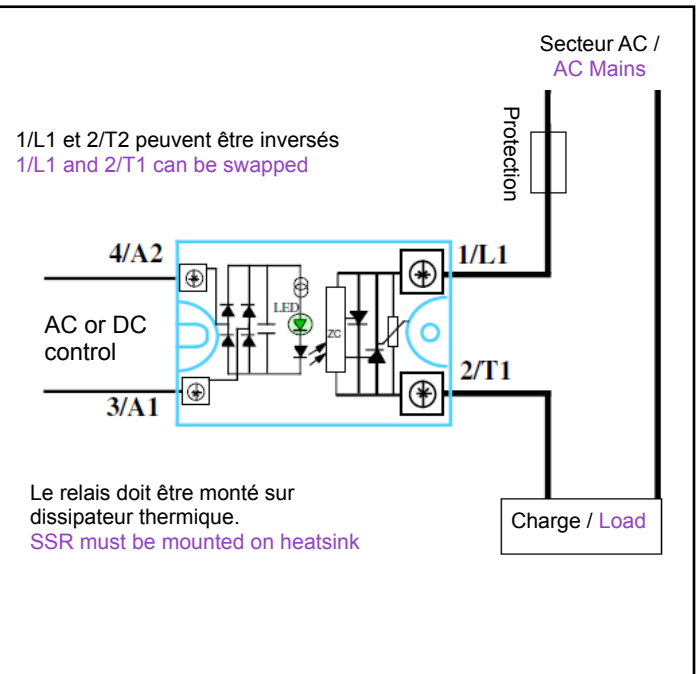 Secteur AC /
AC Mains
Protection
1/L1 et 2/T2 peuvent être inversés
1/L1 and 2/T1 can be swapped
4/A2
1/L1
LED
ZC
AC or DC
control
2/T1
3/A1
Le relais doit être monté sur
dissipateur thermique.
SSR must be mounted on heatsink
Charge / Load